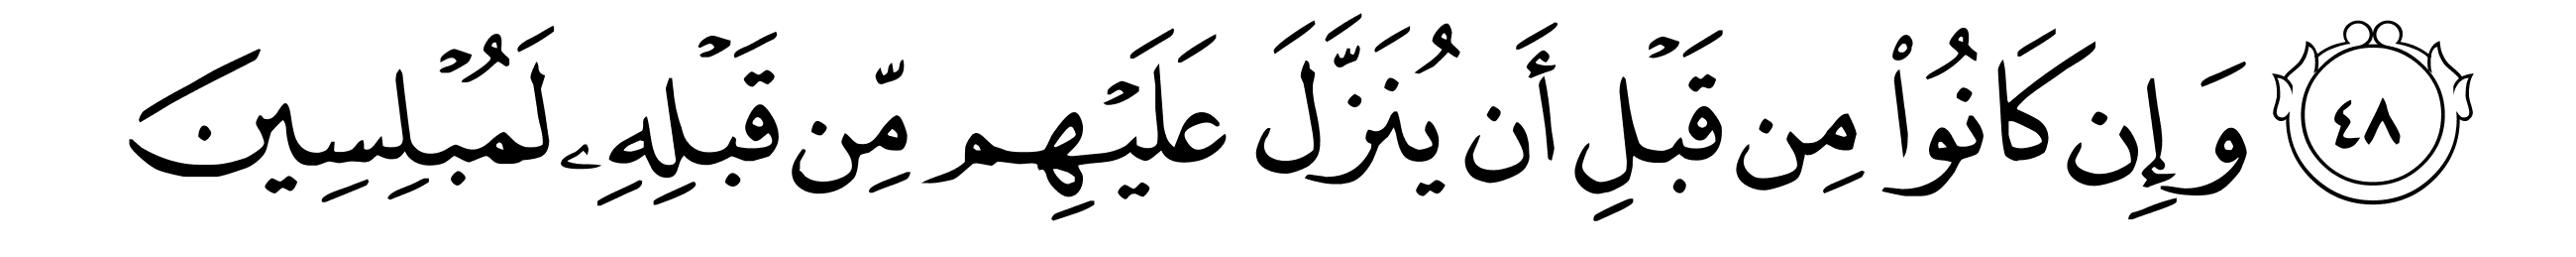 ٤٨ وَإِن كَانُوا۟ مِن قَبْلِ أَن يُنَزَّلَ عَلَيْهِم مِّن قَبْلِهِۦ لَمُبْلِسِينَ